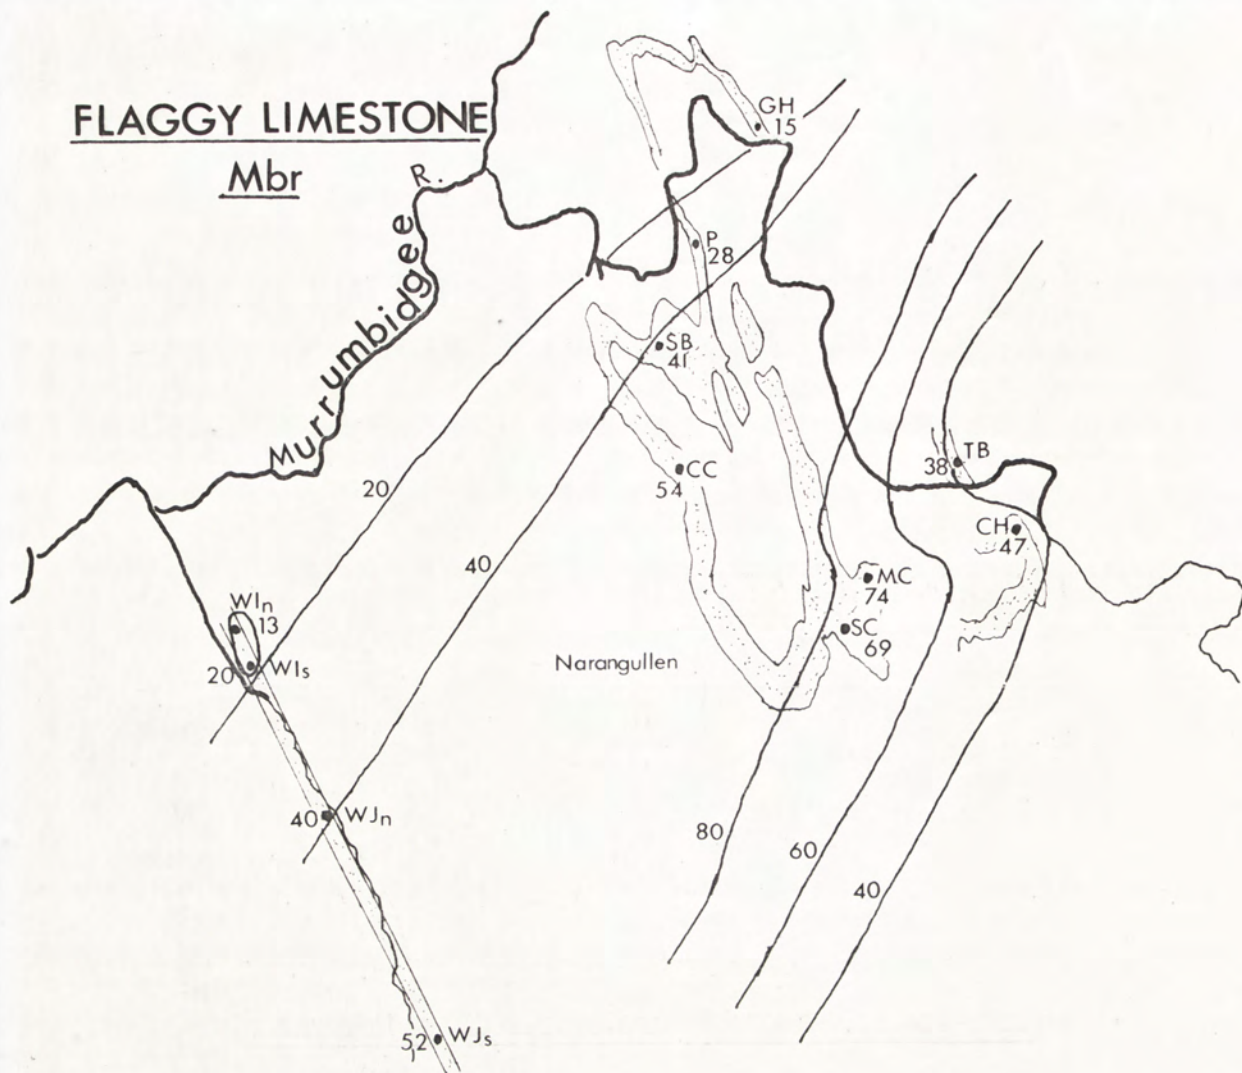 FLAGGY LIMESTONE
Mbr
Murrumbidgee R.
GH
15
P
28
SB
41
CC
54
20
40
TB
38
CH
47
MC
74
SC
69
WIn
13
20
WIs
Narangullen
40
WJn
80
60
40
52
WJs